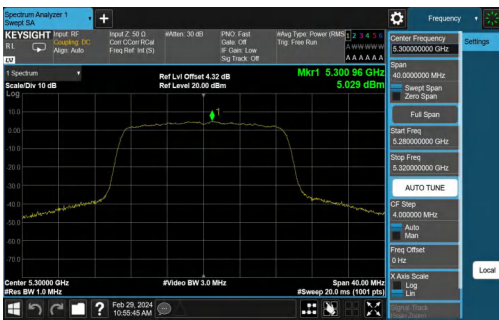 Spectrum Analyzer 1
Swept SA
Frequency
KEYSIGHT
Input: RF
Coupling: DC
Align: Auto
Input Z: 50 Ω
Corr CCorr RCal
Freq Ref: Int (S)
#Atten: 30 dB
PNO: Fast
Gate: Off
IF Gain: Low
Sig Track: Off
#Avg Type: Power (RMS
Trig: Free Run
1 2 3 4 5 6
A W W W W W
A A A A A A
RL
LVI
1 Spectrum
Scale/Div 10 dB
Log
Ref Lvl Offset 4.32 dB
Ref Level 20.00 dBm
Mkr1 5.300 96 GHz
5.029 dBm
1
10.0
0.00
-10.0
-20.0
-30.0
-40.0
-50.0
-60.0
-70.0
Center 5.30000 GHz
#Res BW 1.0 MHz
#Video BW 3.0 MHz
Span 40.00 MHz
#Sweep 20.0 ms (1001 pts)
Feb 29, 2024
10:55:45 AM
Center Frequency
5.300000000 GHz
Span
40.0000000 MHz
Swept Span
Zero Span
Full Span
Start Freq
5.280000000 GHz
Stop Freq
5.320000000 GHz
AUTO TUNE
CF Step
4.000000 MHz
Auto
Man
Freq Offset
0 Hz
X Axis Scale
Log
Lin
Signal Track
Settings
Local